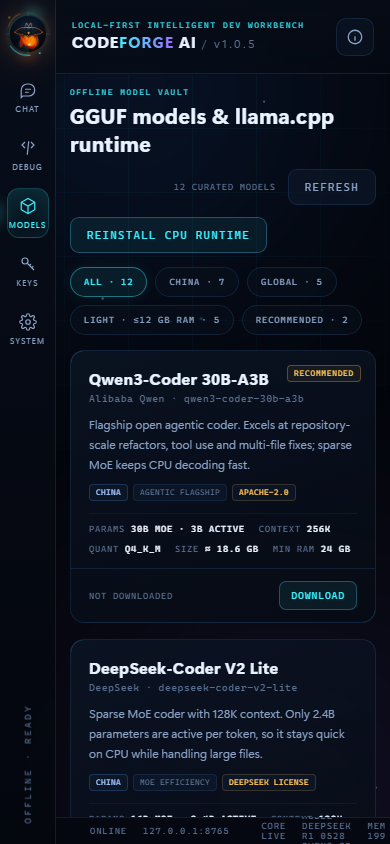 LOCAL-FIRST INTELLIGENT DEV WORKBENCH
CODEFORGE AI / v1.0.5
CHAT
DEBUG
MODELS
KEYS
SYSTEM
OFFLINE · READY
OFFLINE MODEL VAULT
GGUF models & llama.cpp
runtime
12 CURATED MODELS
REFRESH
REINSTALL CPU RUNTIME
ALL · 12
CHINA · 7
GLOBAL · 5
LIGHT · ≤12 GB RAM · 5
RECOMMENDED · 2
Qwen3-Coder 30B-A3B
RECOMMENDED
Alibaba Qwen · qwen3-coder-30b-a3b
Flagship open agentic coder. Excels at repository-
scale refactors, tool use and multi-file fixes; sparse
MoE keeps CPU decoding fast.
CHINA
AGENTIC FLAGSHIP
APACHE-2.0
PARAMS 30B MOE · 3B ACTIVE CONTEXT 256K
QUANT Q4_K_M SIZE ≈ 18.6 GB MIN RAM 24 GB
NOT DOWNLOADED
DOWNLOAD
DeepSeek-Coder V2 Lite
DeepSeek · deepseek-coder-v2-lite
Sparse MoE coder with 128K context. Only 2.4B
parameters are active per token, so it stays quick
on CPU while handling large files.
CHINA
MOE EFFICIENCY
DEEPSEEK LICENSE
ONLINE 127.0.0.1:8765
CORE
LIVE
DEEPSEEK
R1 0528
MEM
199